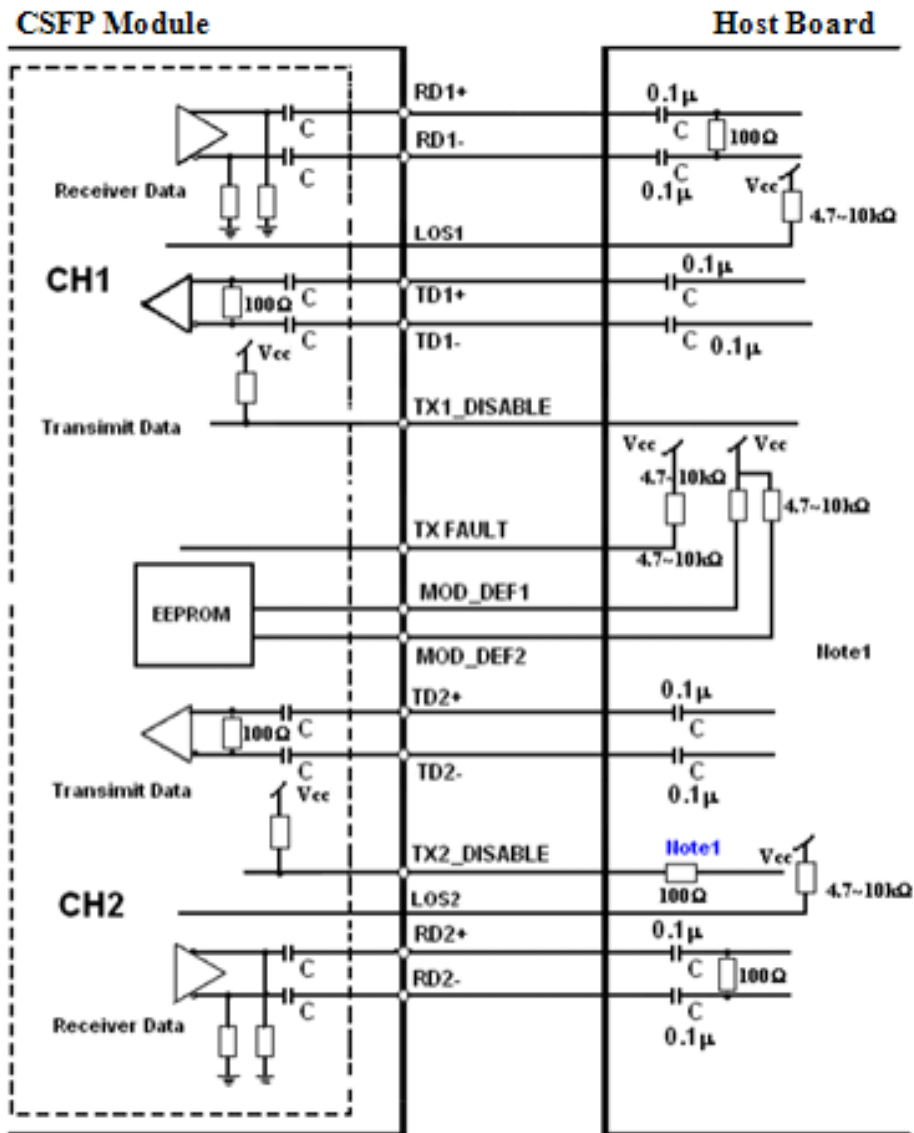 CSFP Module
Host Board
RD1+
0.1μ
C
C
100Ω
RD1-
C
C
0.1μ
Vcc
Receiver Data
4.7~10kΩ
LOS1
CH1
0.1μ
100Ω
C
TD1+
C
C
TD1-
C
0.1μ
Vcc
TX1_DISABLE
Transimit Data
Vcc
Vcc
4.7~10kΩ
4.7~10kΩ
TX FAULT
4.7~10kΩ
EEPROM
MOD_DEF1
MOD_DEF2
Note1
TD2+
0.1μ
100Ω
C
C
C
TD2-
C
Transimit Data
Vcc
0.1μ
TX2_DISABLE
Note1
Vcc
100Ω
4.7~10kΩ
CH2
LOS2
RD2+
0.1μ
C
C
100Ω
RD2-
C
C
Receiver Data
0.1μ